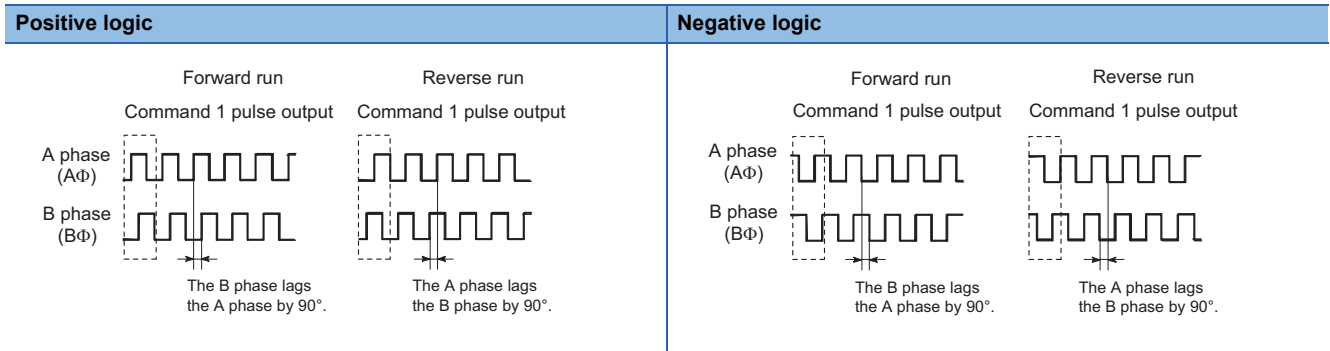 Positive logic
Negative logic
Forward run
Reverse run
Command 1 pulse output
Command 1 pulse output
A phase
(AΦ)
B phase
(BΦ)
The B phase lags
the A phase by 90°.
The A phase lags
the B phase by 90°.
Forward run
Reverse run
Command 1 pulse output
Command 1 pulse output
A phase
(AΦ)
B phase
(BΦ)
The B phase lags
the A phase by 90°.
The A phase lags
the B phase by 90°.